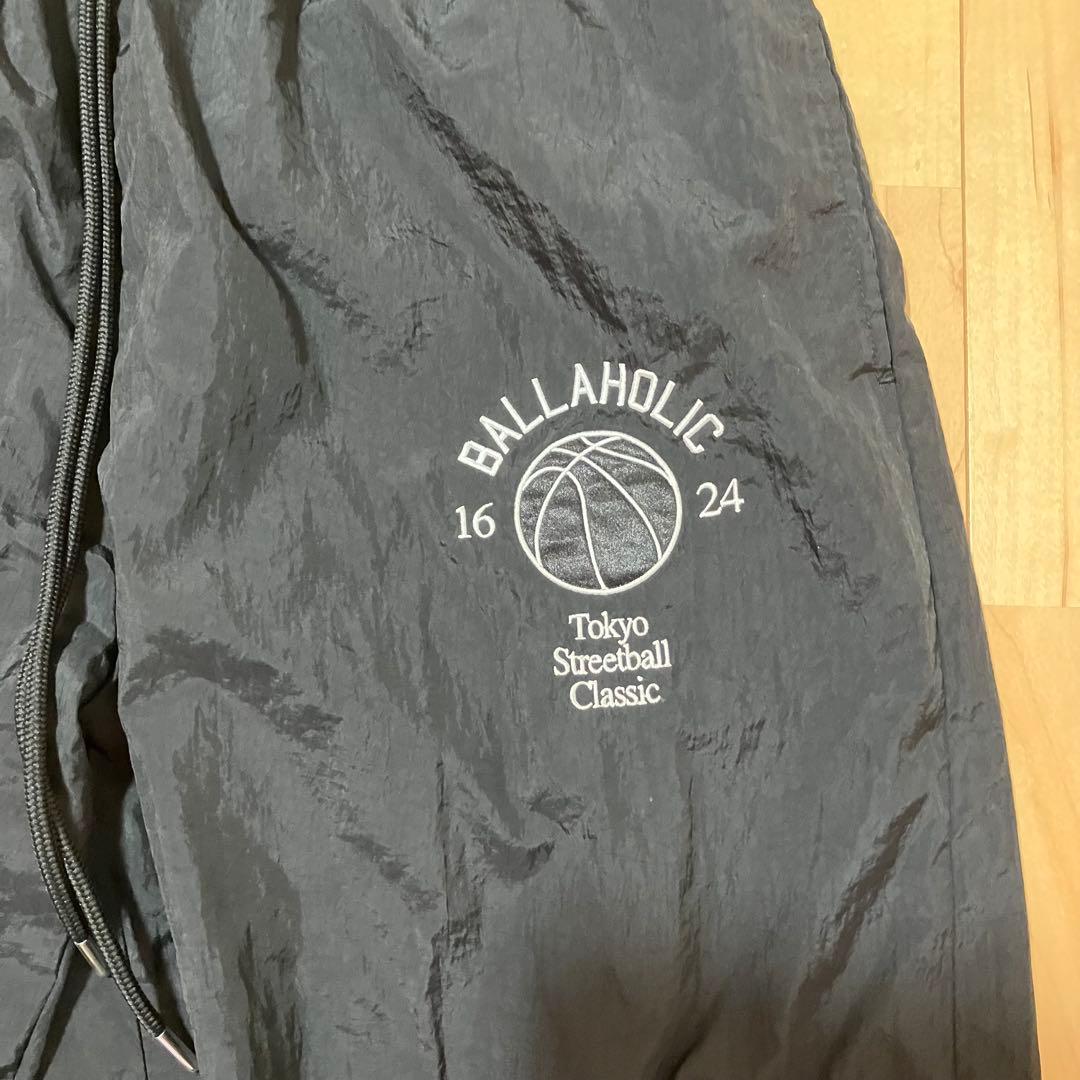 BALLAHOLIC
16 24
Tokyo
Streetball
Classic